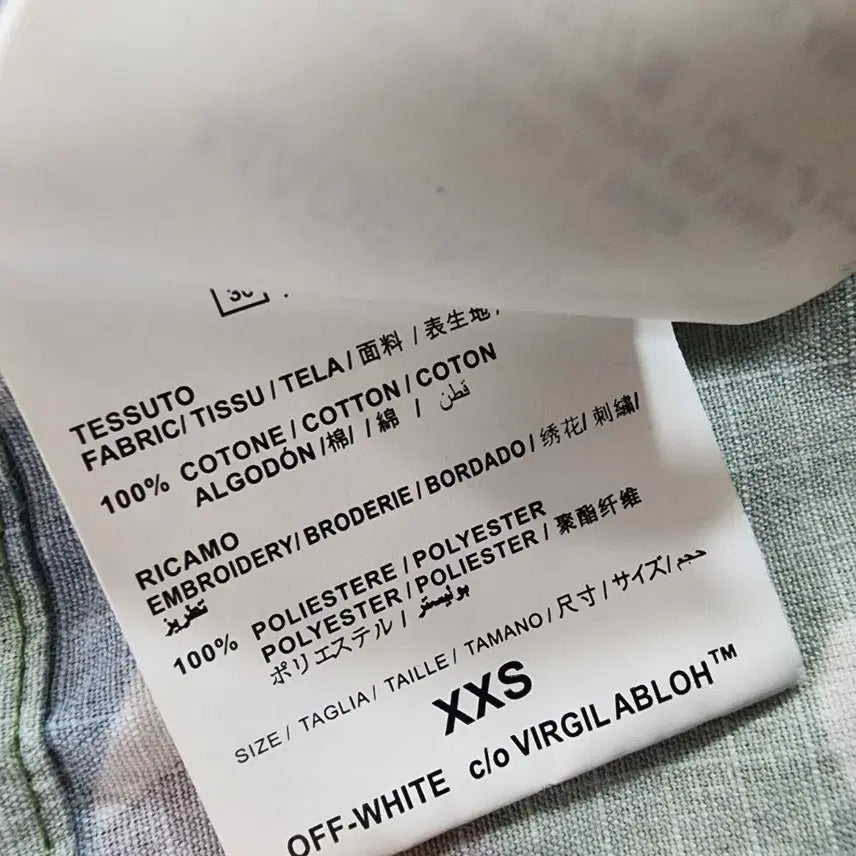 TESSUTO
FABRIC/ TISSU / TELA / 面料 / 表生地/
100% COTONE / COTTON / COTON
ALGODÓN /棉/ / 綿 / قطن
RICAMO
EMBROIDERY/ BRODERIE / BORDADO / 绣花/ 刺繍/
تطريز
100% POLIESTERE / POLYESTER
POLYESTER / POLIESTER / 聚酯纤维
ポリエステル / بوليستر
SIZE / TAGLIA / TAILLE / TAMANO / 尺寸 / サイズ/ حجم
XXS
OFF-WHITE c/o VIRGIL ABLOH™